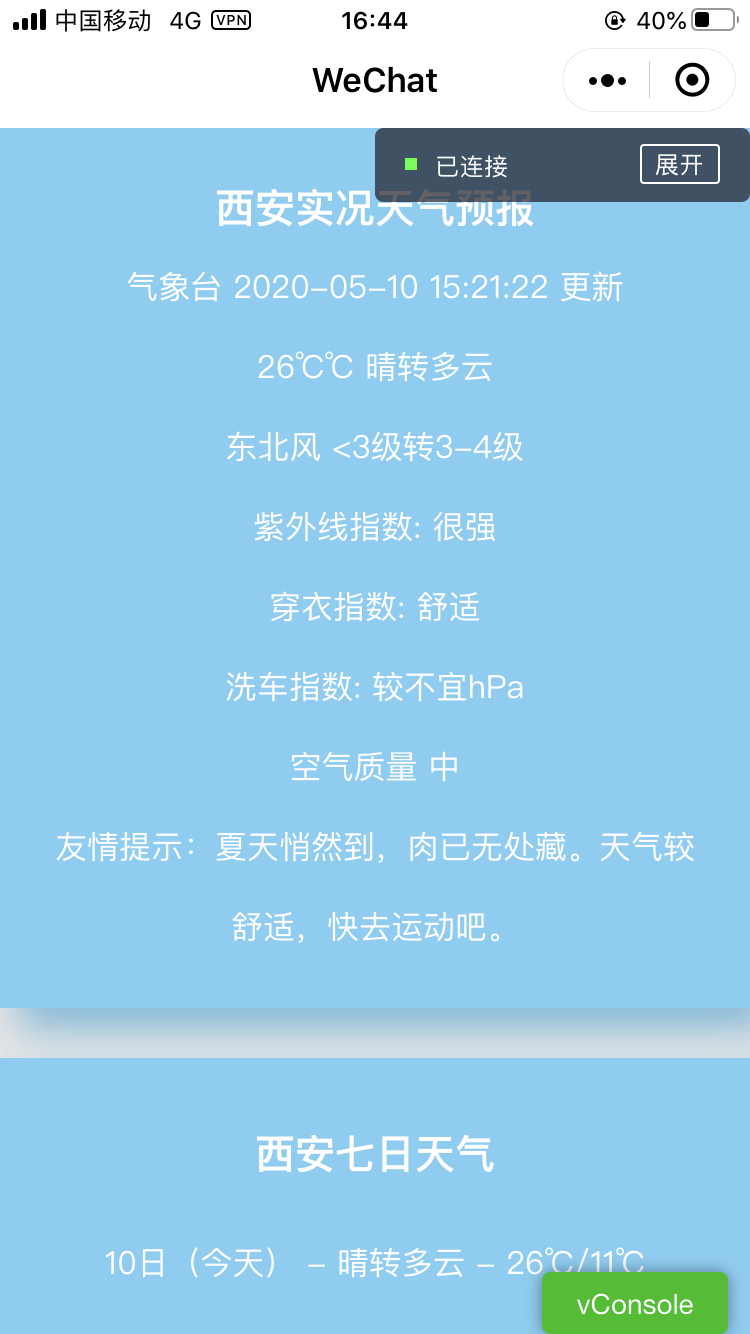 中国移动 4G VPN 16:44 40%
WeChat
已连接 展开
西安实况天气预报
气象台 2020-05-10 15:21:22 更新
26℃℃ 晴转多云
东北风 <3级转3-4级
紫外线指数: 很强
穿衣指数: 舒适
洗车指数: 较不宜hPa
空气质量 中
友情提示：夏天悄然到，肉已无处藏。天气较
舒适，快去运动吧。
西安七日天气
10日（今天） - 晴转多云 - 26℃/11℃
vConsole